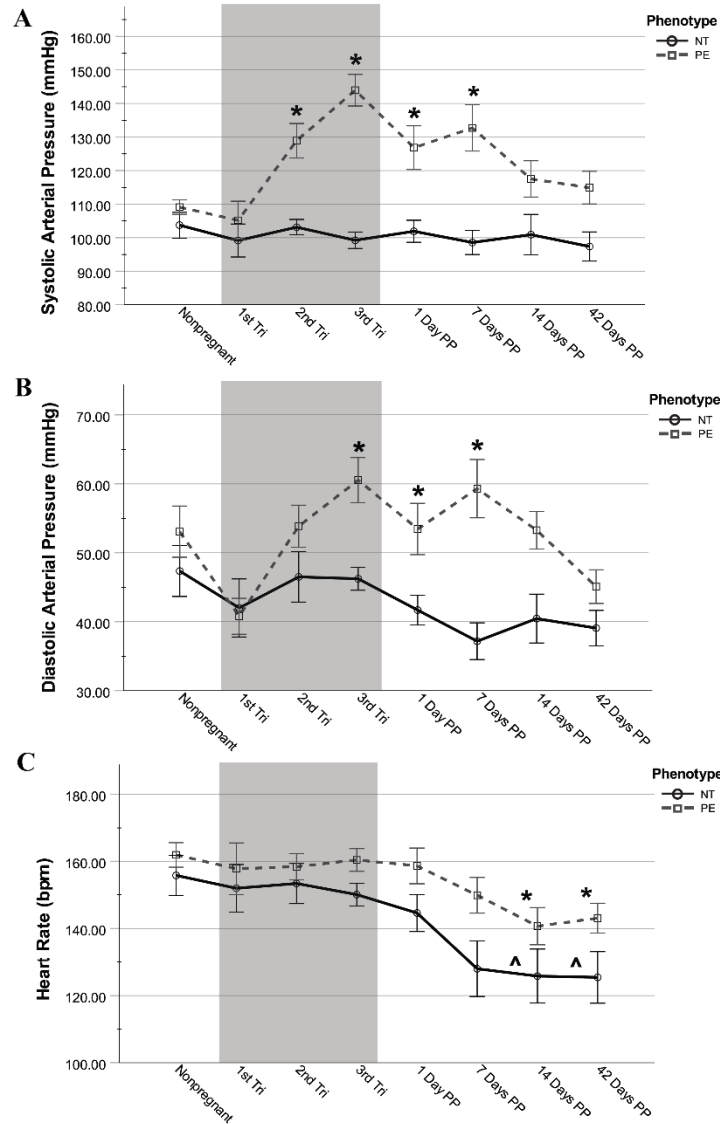 A
Phenotype
NT
PE
Systolic Arterial Pressure (mmHg)
160.00
150.00
140.00
130.00
120.00
110.00
100.00
90.00
80.00
*
*
*
*
Nonpregnant
1st Tri
2nd Tri
3rd Tri
1 Day PP
7 Days PP
14 Days PP
42 Days PP
B
Phenotype
NT
PE
Diastolic Arterial Pressure (mmHg)
70.00
60.00
50.00
40.00
30.00
*
*
*
Nonpregnant
1st Tri
2nd Tri
3rd Tri
1 Day PP
7 Days PP
14 Days PP
42 Days PP
C
Phenotype
NT
PE
Heart Rate (bpm)
180.00
160.00
140.00
120.00
100.00
*
*
^
^
Nonpregnant
1st Tri
2nd Tri
3rd Tri
1 Day PP
7 Days PP
14 Days PP
42 Days PP